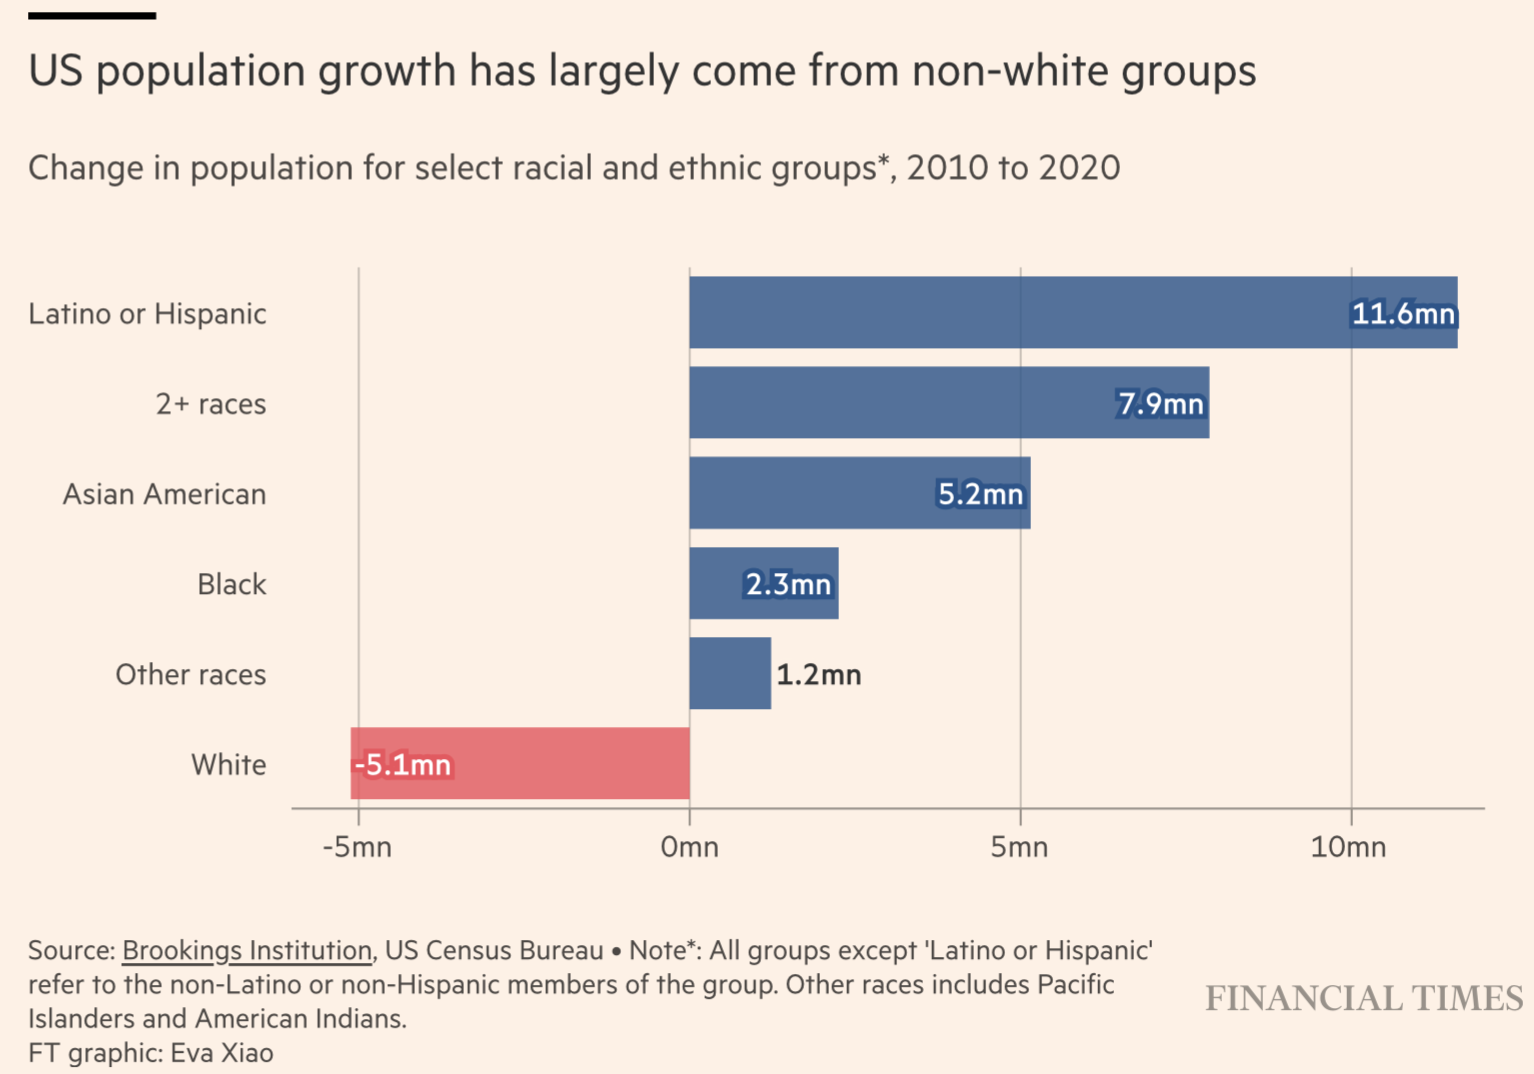 US population growth has largely come from non-white groups
Change in population for select racial and ethnic groups*, 2010 to 2020
Latino or Hispanic
11.6mn
2+ races
7.9mn
Asian American
5.2mn
Black
2.3mn
Other races
1.2mn
White
-5.1mn
-5mn
0mn
5mn
10mn
Source: Brookings Institution, US Census Bureau • Note*: All groups except 'Latino or Hispanic'
refer to the non-Latino or non-Hispanic members of the group. Other races includes Pacific
Islanders and American Indians.
FT graphic: Eva Xiao
FINANCIAL TIMES